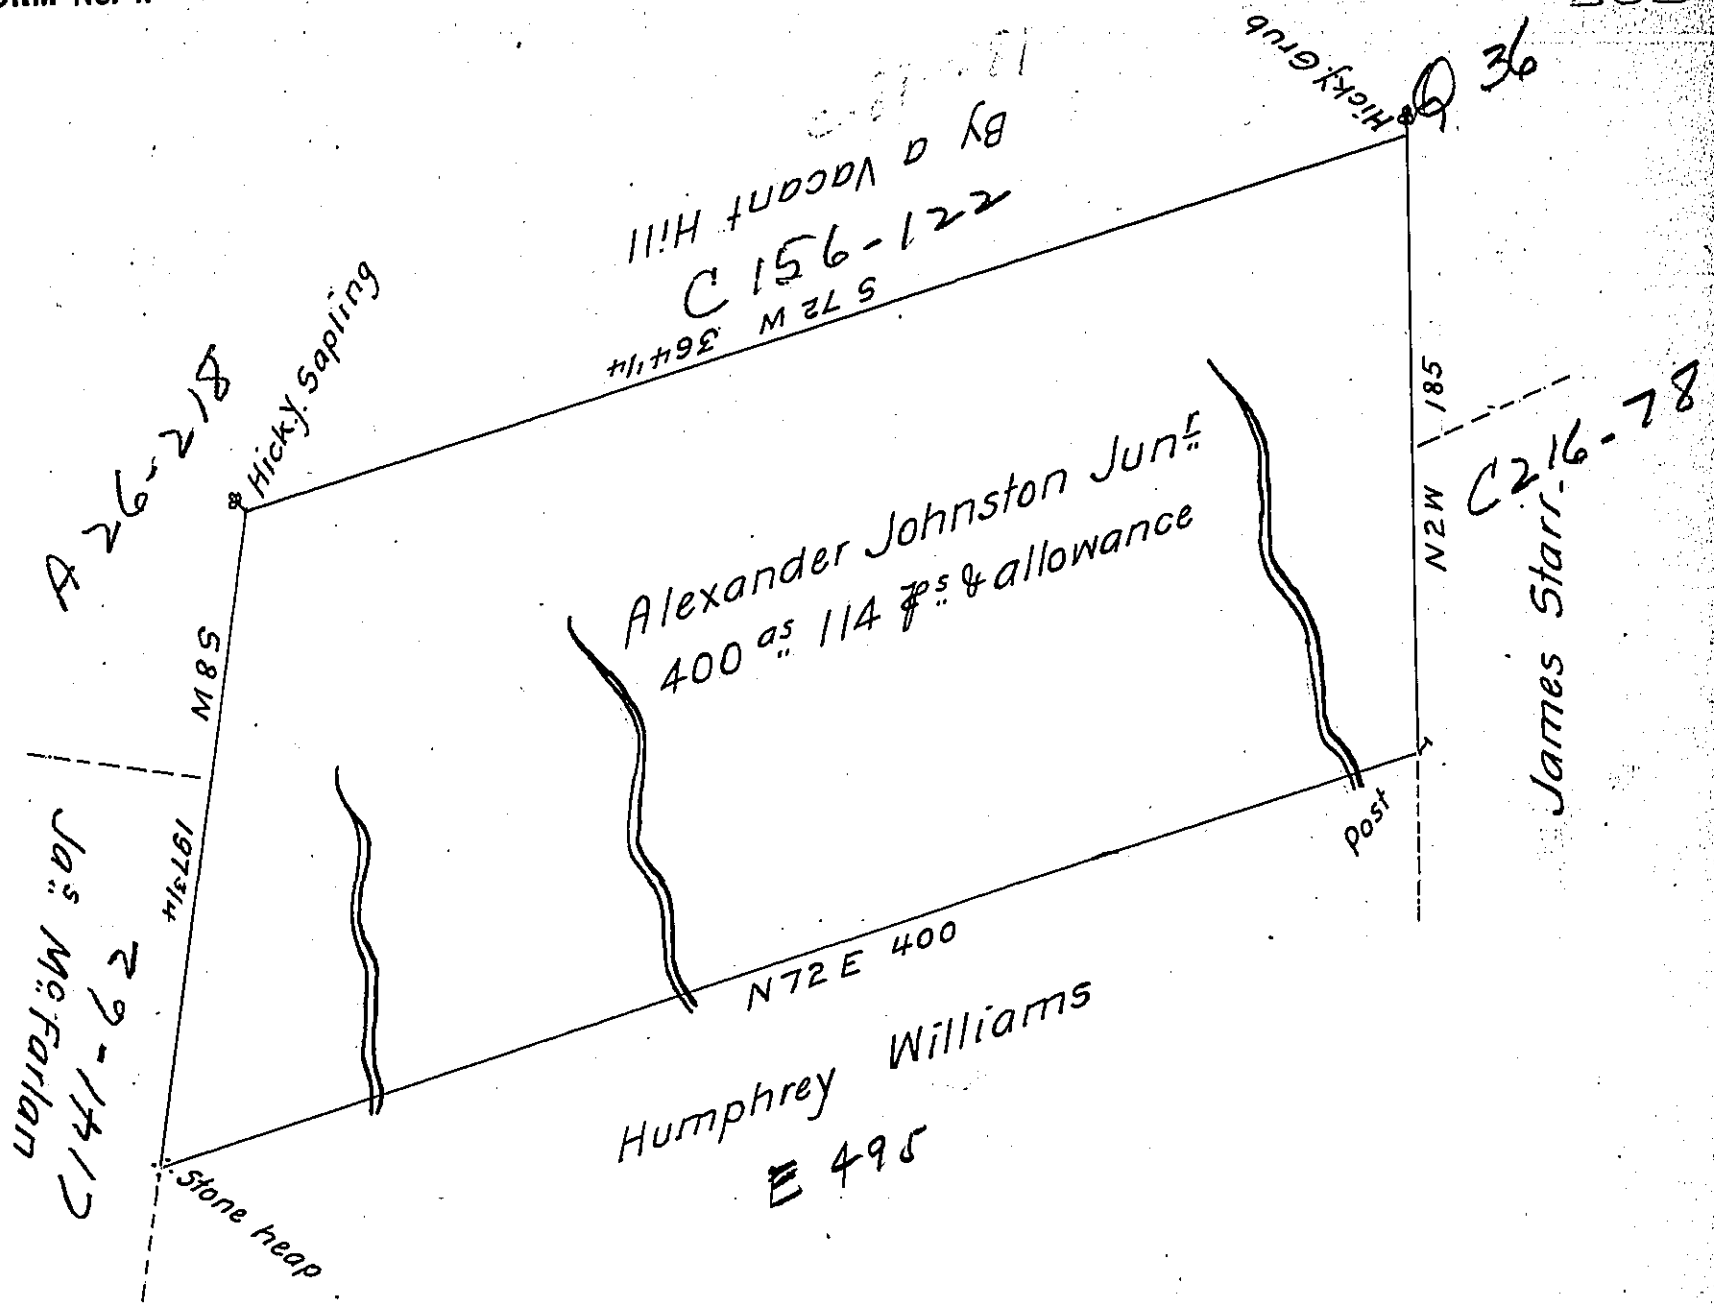 Hicky. Grub
Q. 36
By a Vacant Hill
C 156-122
S 72 W 364 1/4
Hicky. Sapling
A 26-218
S 8 W 197 3/4
Jaˢ McFarlan
C 141-62
Alexander Johnston Junʳ
400 aˢ 114 pˢ & allowance
N 2 W 185
C 216-78
James Starr.
Post
N 72 E 400
Humphrey Williams
E 495
Stone heap